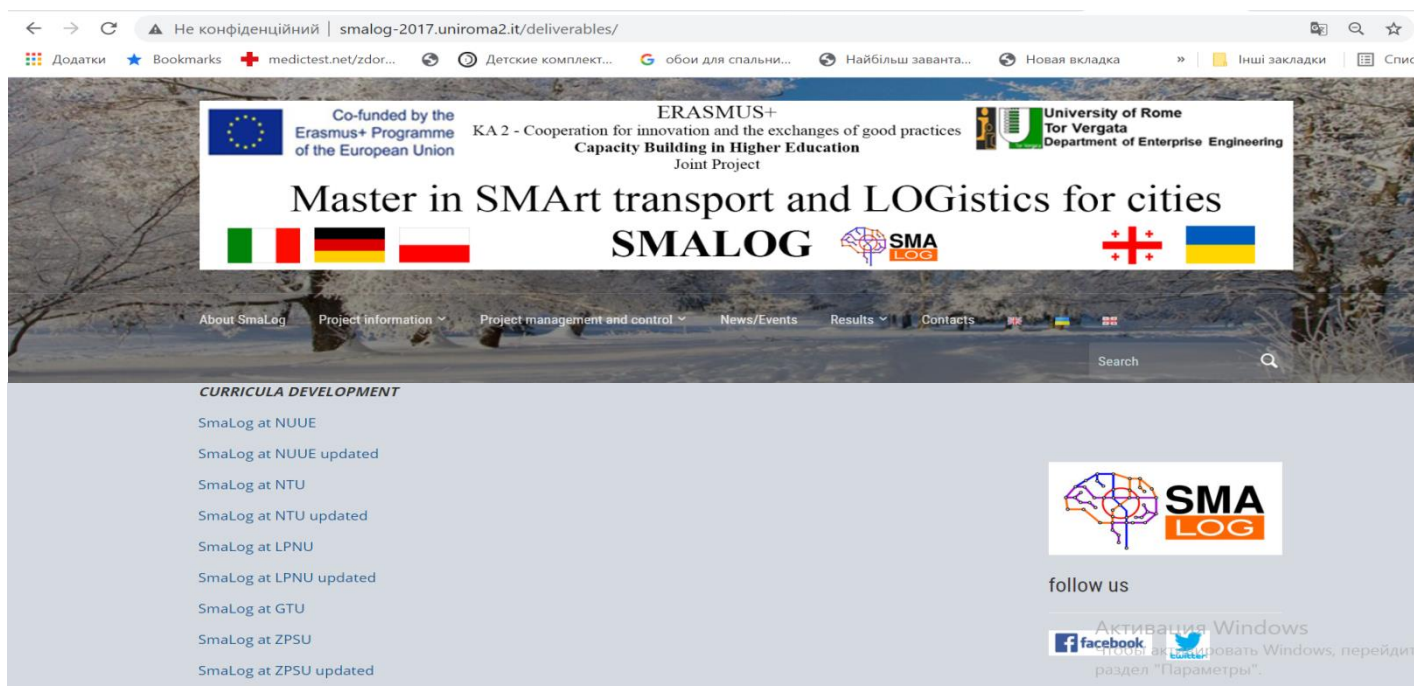 Не конфіденційний | smalog-2017.uniroma2.it/deliverables/
Додатки Bookmarks medictest.net/zdor... Детские комплект... G обои для спальни... Найбільш заванта... Новая вкладка » Інші закладки Спис
Co-funded by the
Erasmus+ Programme
of the European Union
ERASMUS+
KA 2 - Cooperation for innovation and the exchanges of good practices
Capacity Building in Higher Education
Joint Project
University of Rome
Tor Vergata
Department of Enterprise Engineering
Master in SMArt transport and LOGistics for cities
SMALOG SMA
LOG
About SmaLog Project information Project management and control News/Events Results Contacts
Search
CURRICULA DEVELOPMENT
SmaLog at NUUE
SmaLog at NUUE updated
SmaLog at NTU
SmaLog at NTU updated
SmaLog at LPNU
SmaLog at LPNU updated
SmaLog at GTU
SmaLog at ZPSU
SmaLog at ZPSU updated
SMA
LOG
follow us
f facebook twitter
Активация Windows
Чтобы активировать Windows, перейдит
раздел "Параметры".